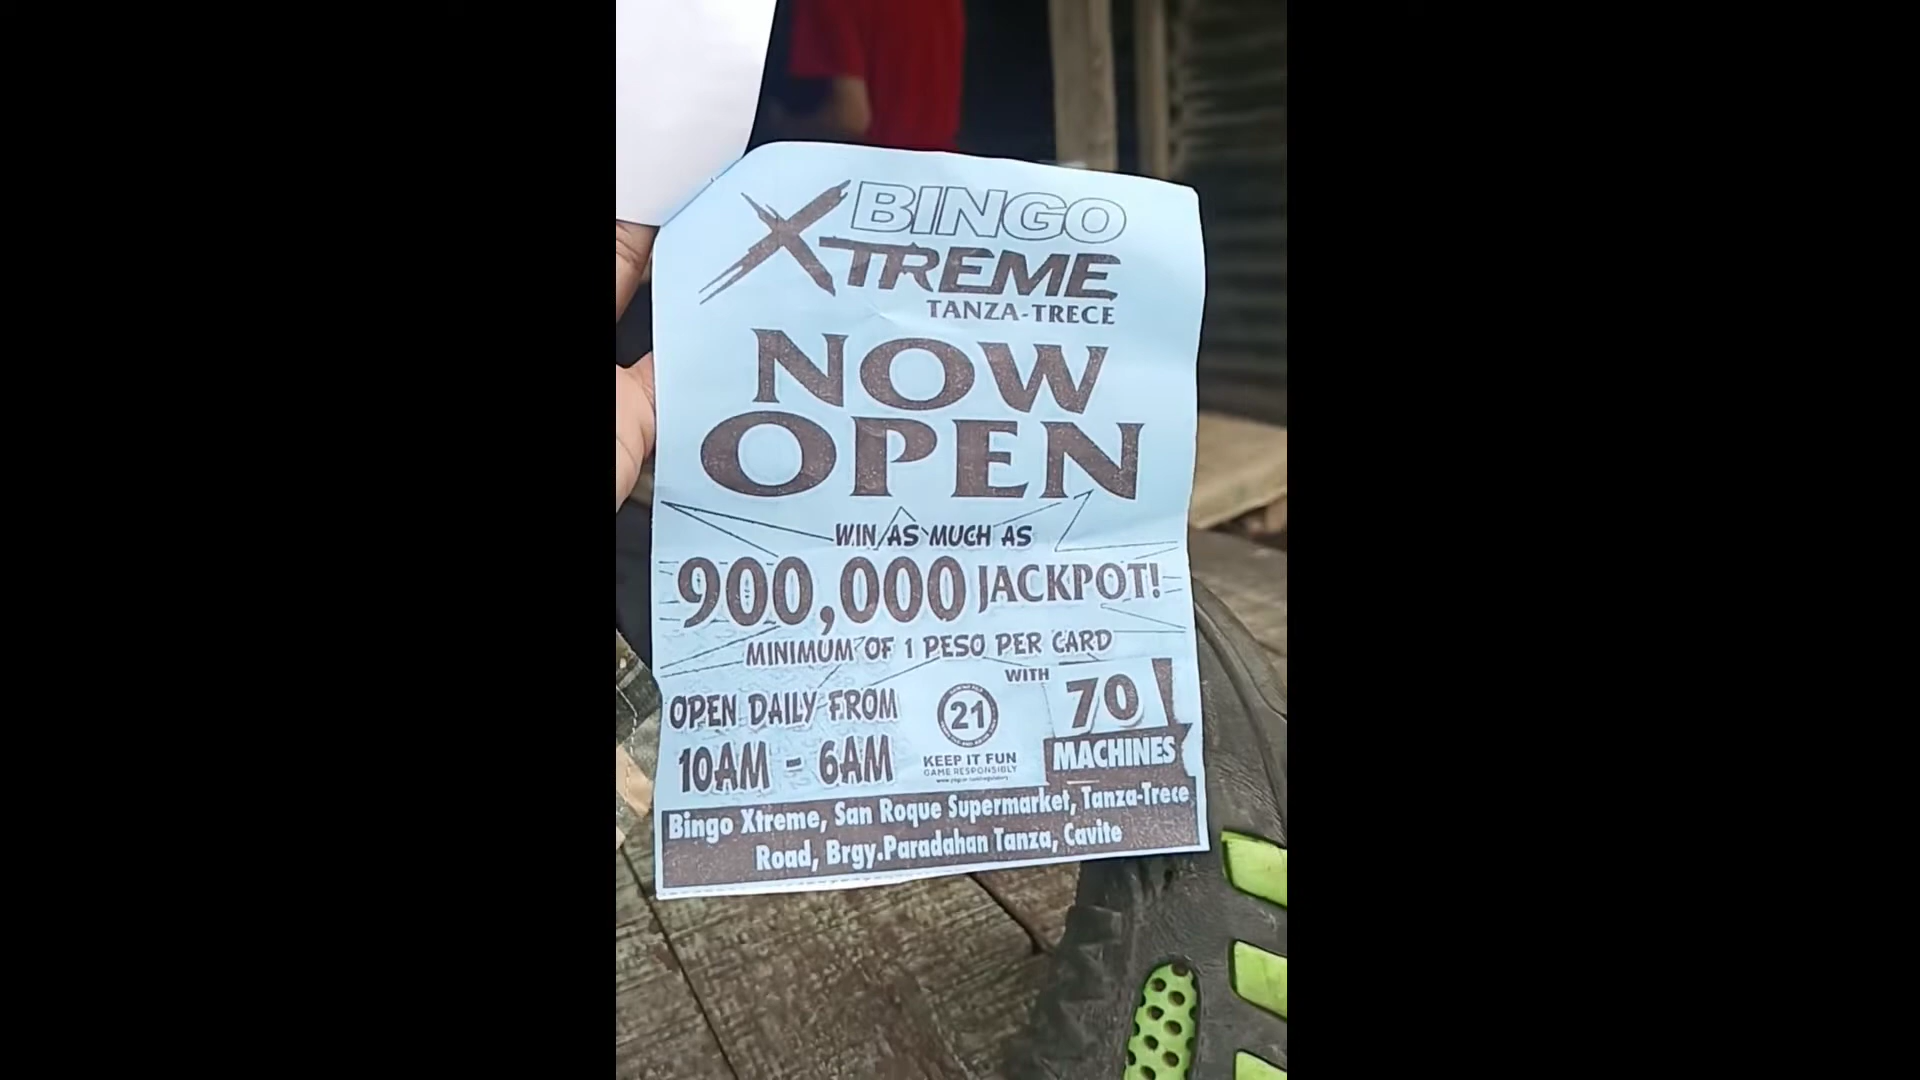 BINGO
XTREME
TANZA-TRECE
NOW
OPEN
WIN AS MUCH AS
900,000 JACKPOT!
MINIMUM OF 1 PESO PER CARD
OPEN DAILY FROM
10AM - 6AM
21
KEEP IT FUN
GAME RESPONSIBLY
WITH
70
MACHINES
Bingo Xtreme, San Roque Supermarket, Tanza-Trece
Road, Brgy.Paradahan Tanza, Cavite